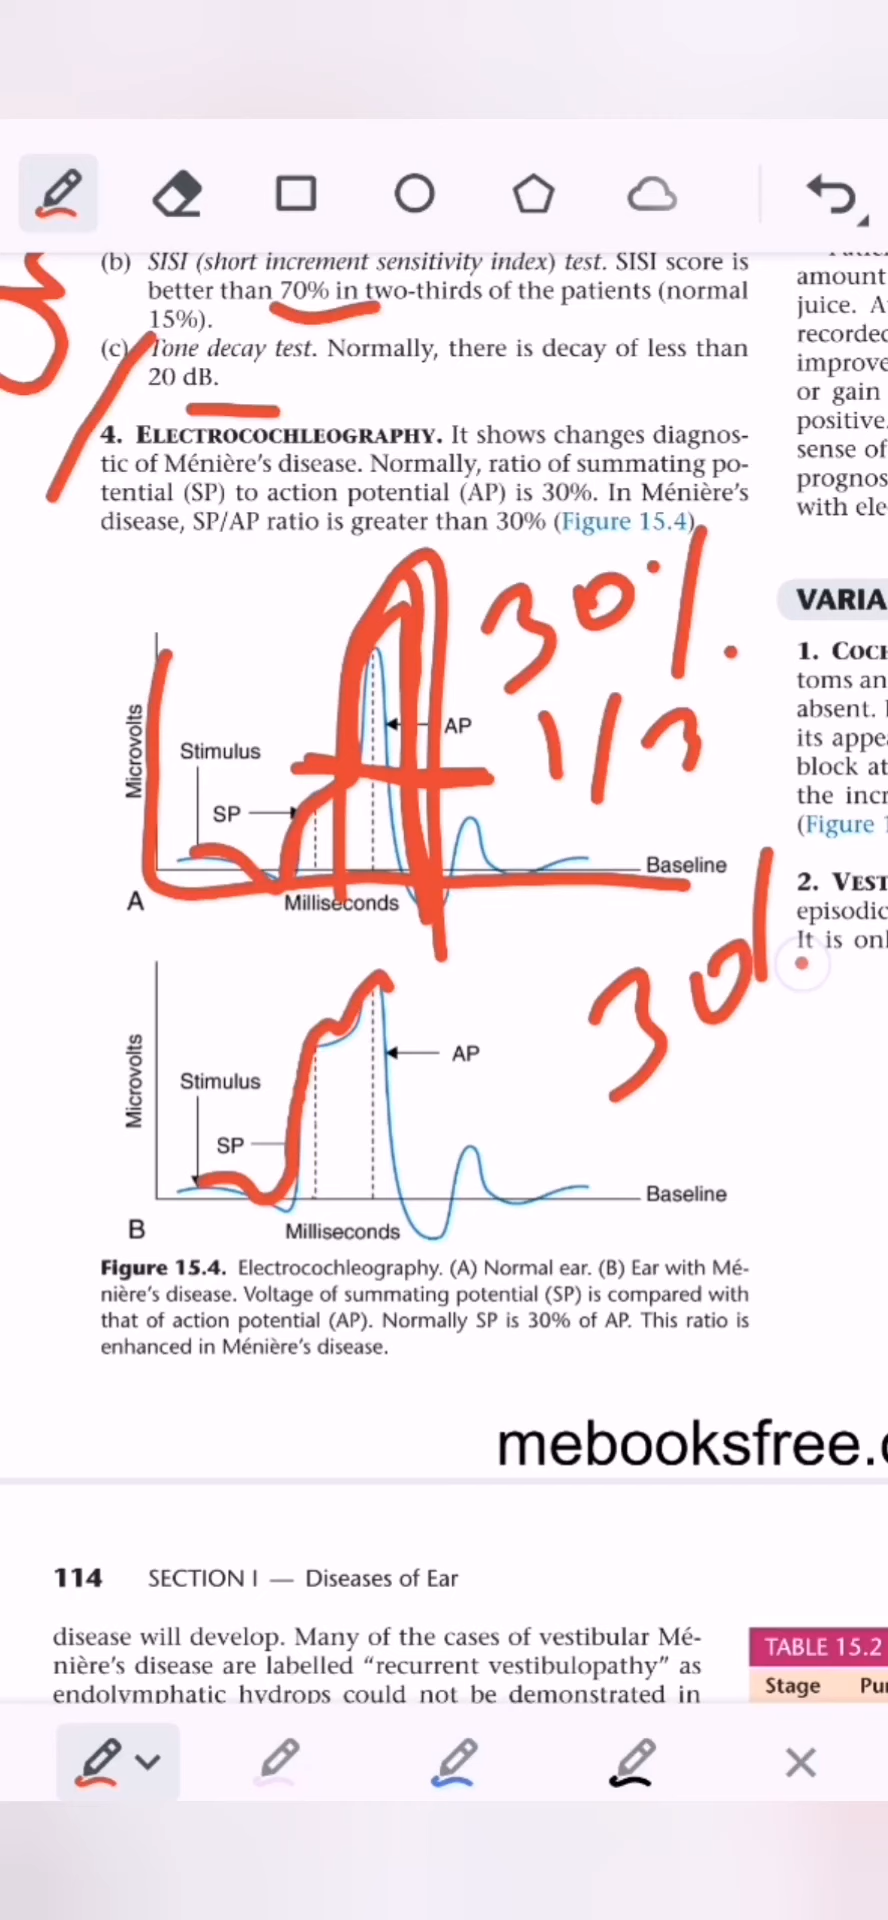 (b) SISI (short increment sensitivity index) test. SISI score is
better than 70% in two-thirds of the patients (normal
15%).
(c) Tone decay test. Normally, there is decay of less than
20 dB.
4. ELECTROCOCHLEOGRAPHY. It shows changes diagnos-
tic of Ménière's disease. Normally, ratio of summating po-
tential (SP) to action potential (AP) is 30%. In Ménière's
disease, SP/AP ratio is greater than 30% (Figure 15.4).
30%
1/3
Microvolts
Stimulus
SP
AP
Baseline
A
Milliseconds
30
Microvolts
Stimulus
SP
AP
Baseline
B
Milliseconds
Figure 15.4. Electrocochleography. (A) Normal ear. (B) Ear with Mé-
nière's disease. Voltage of summating potential (SP) is compared with
that of action potential (AP). Normally SP is 30% of AP. This ratio is
enhanced in Ménière's disease.
amount
juice. A
recorded
improve
or gain
positive.
sense of
prognos
with ele
VARIA
1. COCH
toms an
absent.
its appe
block at
the incr
(Figure 1
2. VEST
episodic
It is onl
mebooksfree.
114 SECTION I — Diseases of Ear
disease will develop. Many of the cases of vestibular Mé-
nière's disease are labelled "recurrent vestibulopathy" as
endolymphatic hydrops could not be demonstrated in
TABLE 15.2
Stage Pu